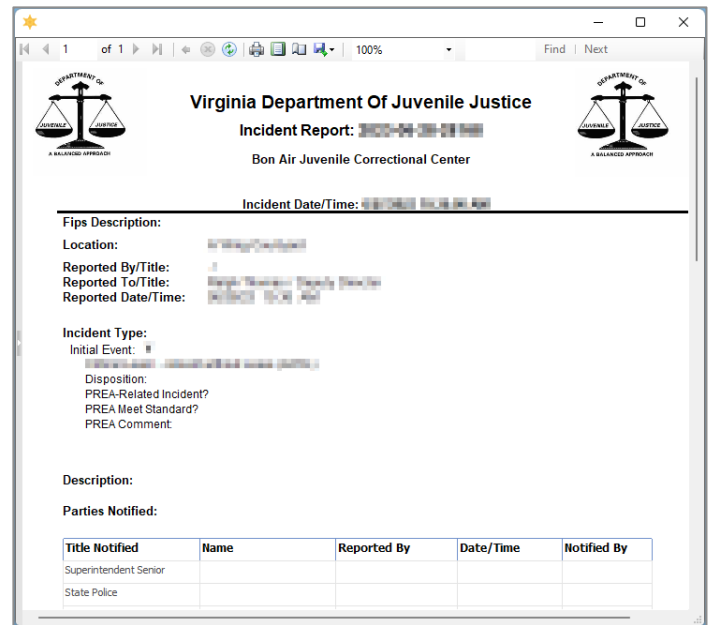 1 of 1 100% Find | Next
DEPARTMENT OF
JUVENILE JUSTICE
A BALANCED APPROACH
DEPARTMENT OF
JUVENILE JUSTICE
A BALANCED APPROACH
Virginia Department Of Juvenile Justice
Incident Report:
Bon Air Juvenile Correctional Center
Incident Date/Time:
Fips Description:
Location:
Reported By/Title:
Reported To/Title:
Reported Date/Time:
Incident Type:
Initial Event:
Disposition:
PREA-Related Incident?
PREA Meet Standard?
PREA Comment:
Description:
Parties Notified:
Title Notified Name Reported By Date/Time Notified By
Superintendent Senior
State Police